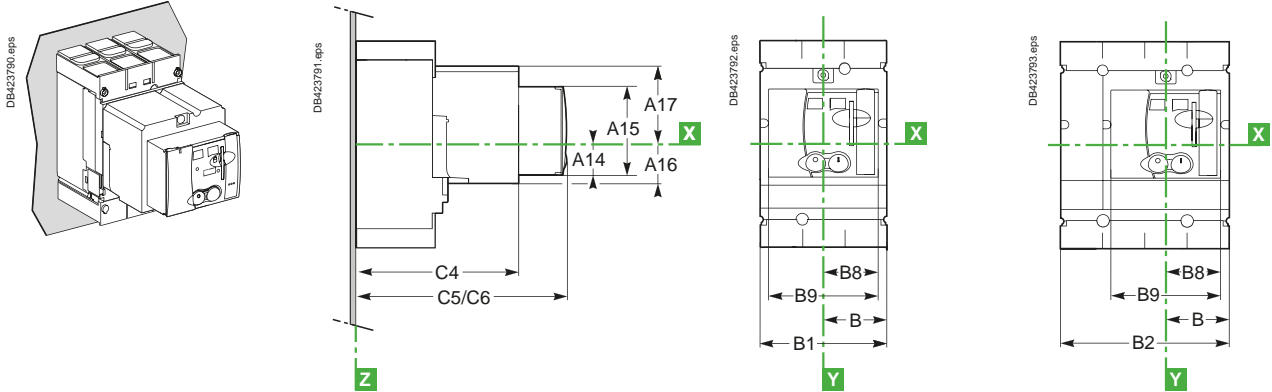 DB423790.eps
DB423791.eps
A17
A15
A14
A16
X
C4
C5/C6
Z
DB423792.eps
X
B8
B9
B
B1
Y
DB423793.eps
X
B8
B9
B
B2
Y